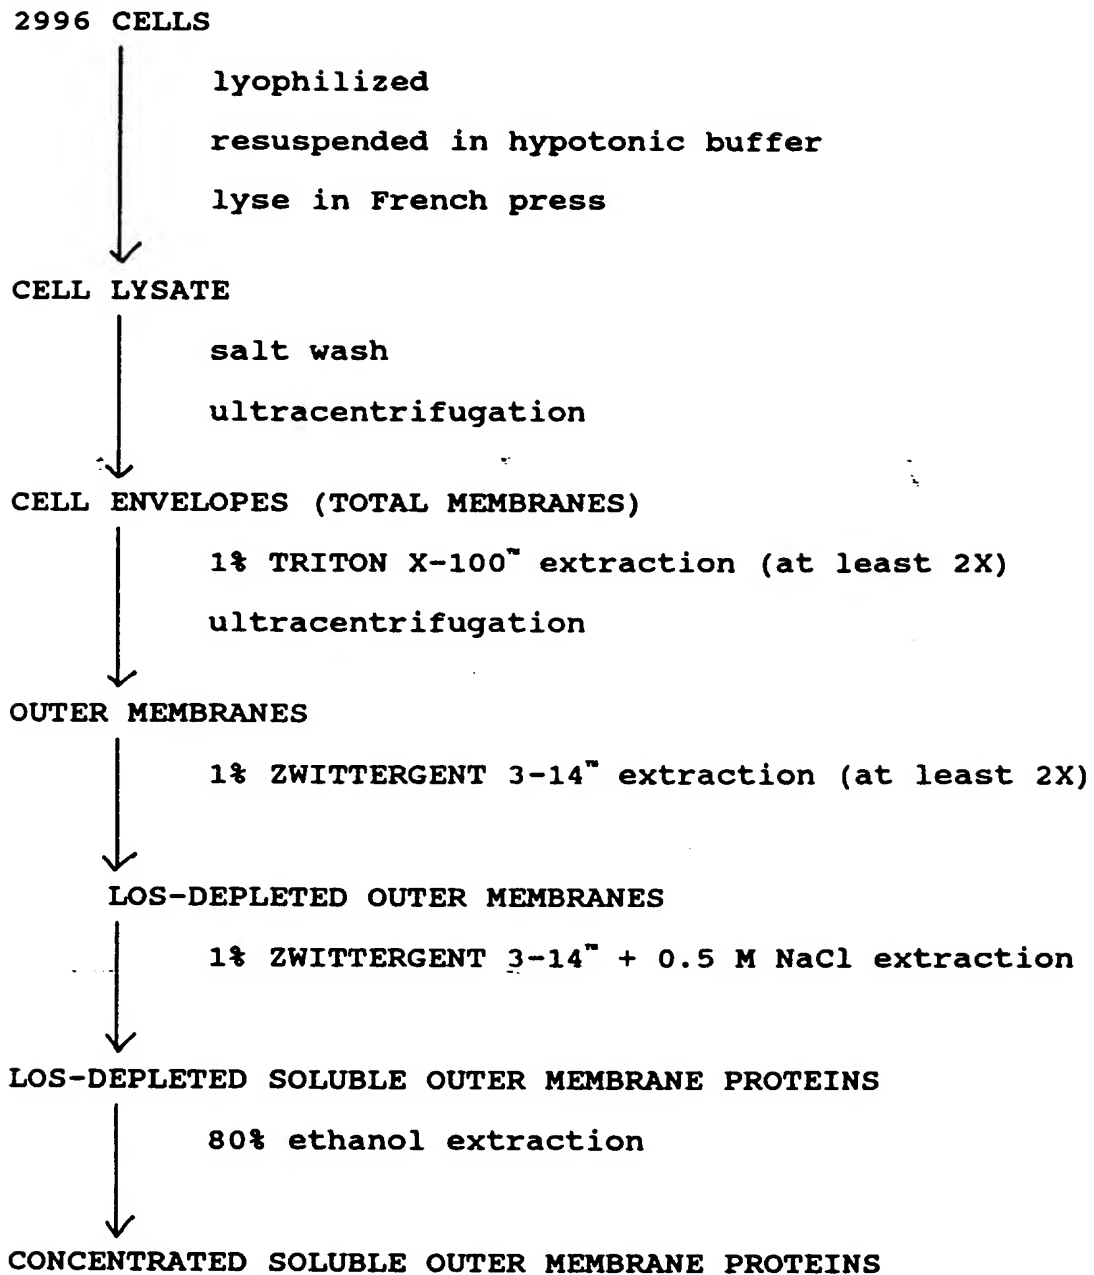 2996 CELLS
lyophilized
resuspended in hypotonic buffer
lyse in French press
CELL LYSATE
salt wash
ultracentrifugation
CELL ENVELOPES (TOTAL MEMBRANES)
1% TRITON X-100™ extraction (at least 2X)
ultracentrifugation
OUTER MEMBRANES
1% ZWITTERGENT 3-14™ extraction (at least 2X)
LOS-DEPLETED OUTER MEMBRANES
1% ZWITTERGENT 3-14™ + 0.5 M NaCl extraction
LOS-DEPLETED SOLUBLE OUTER MEMBRANE PROTEINS
80% ethanol extraction
CONCENTRATED SOLUBLE OUTER MEMBRANE PROTEINS